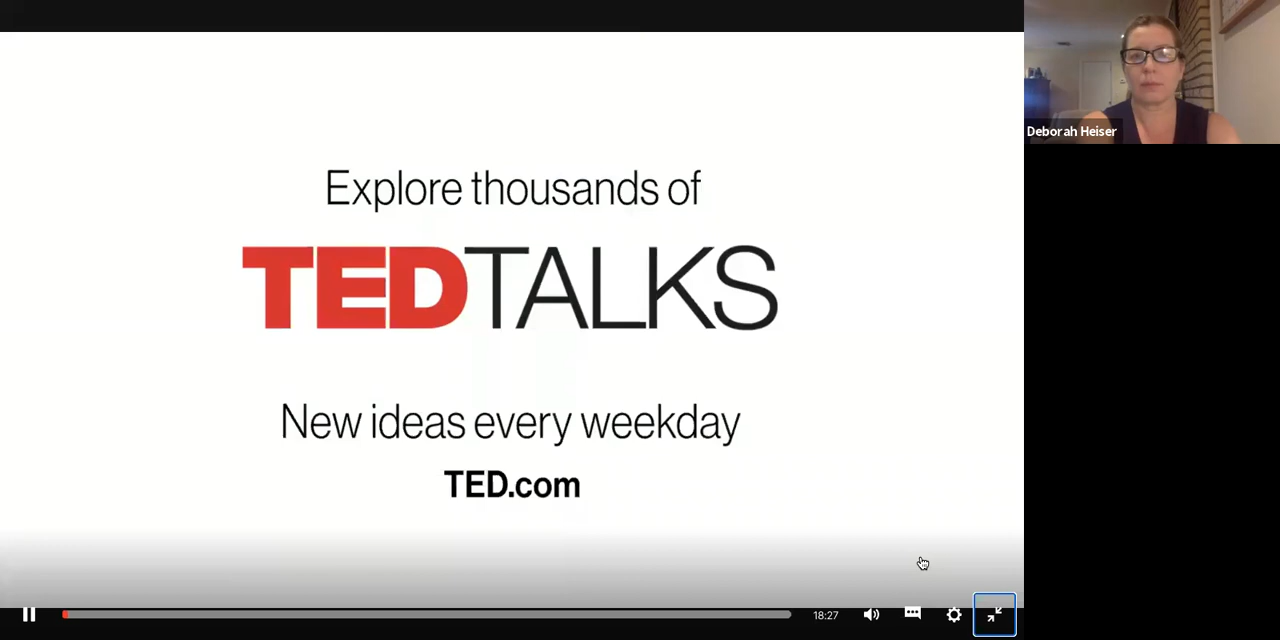 Explore thousands of
TEDTALKS
New ideas every weekday
TED.com
Deborah Heiser
18:27